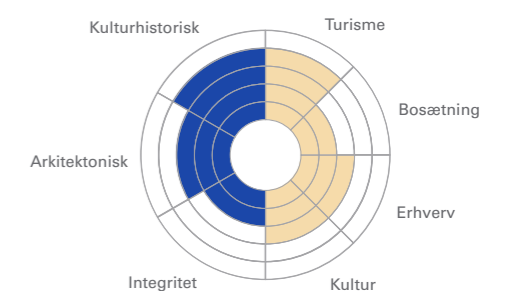 Turisme
Kulturhistorisk
Bosætning
Arkitektonisk
Erhverv
Integritet
Kultur